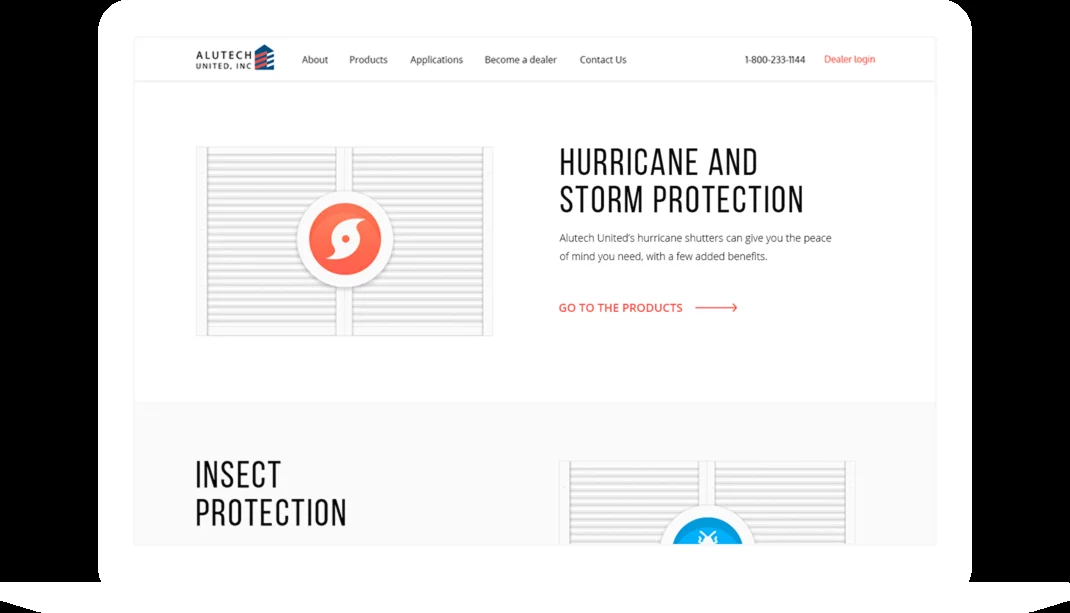 ALUTECH
UNITED, INC
About Products Applications Become a dealer Contact Us 1-800-233-1144 Dealer login
HURRICANE AND
STORM PROTECTION
Alutech United's hurricane shutters can give you the peace
of mind you need, with a few added benefits.
GO TO THE PRODUCTS
INSECT
PROTECTION